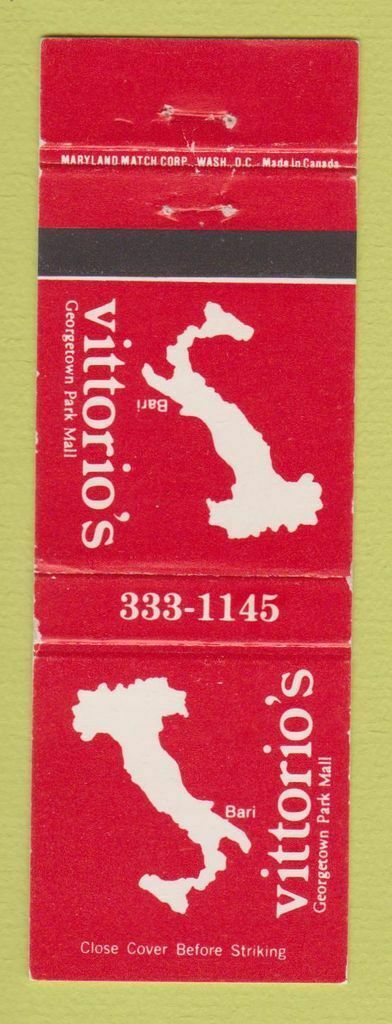 MARYLAND MATCH CORP., WASH., D.C. Made in Canada
vittorio's
Georgetown Park Mall
Bari
333-1145
vittorio's
Georgetown Park Mall
Bari
Close Cover Before Striking